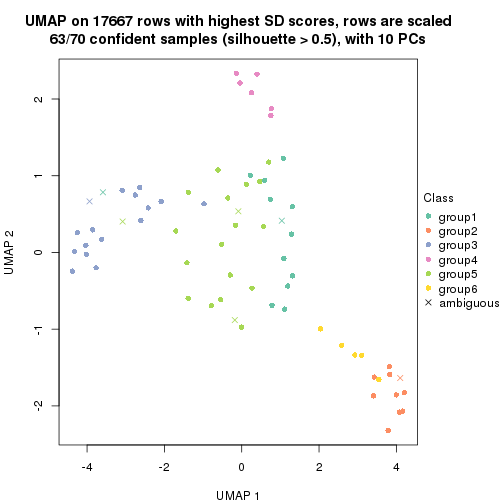 UMAP on 17667 rows with highest SD scores, rows are scaled
63/70 confident samples (silhouette > 0.5), with 10 PCs
2
1
0
-1
-2
UMAP 2
-4
-2
0
2
4
UMAP 1
Class
group1
group2
group3
group4
group5
group6
ambiguous